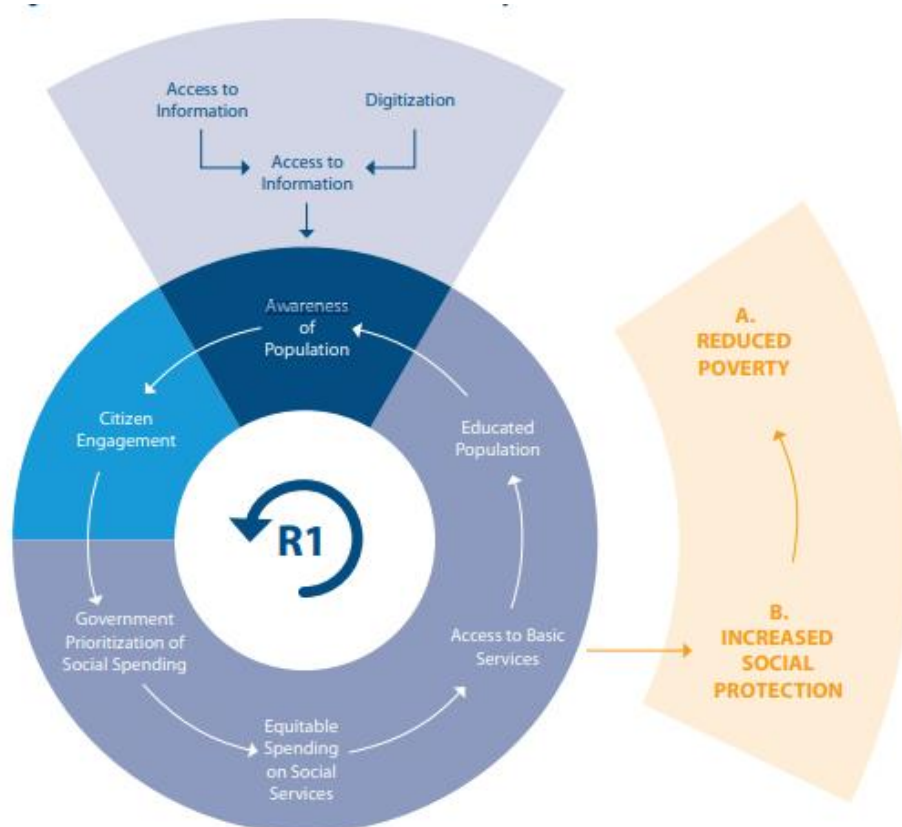 Access to
Information
Digitization
Access to
Information
Awareness
of
Population
Citizen
Engagement
Educated
Population
R1
Government
Prioritization of
Social Spending
Access to Basic
Services
Equitable
Spending
on Social
Services
A.
REDUCED
POVERTY
B.
INCREASED
SOCIAL
PROTECTION